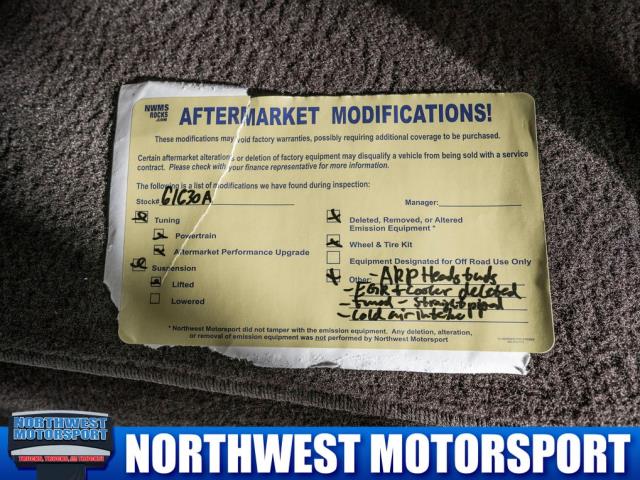 NWMS
ROCKS
.COM
AFTERMARKET MODIFICATIONS!
These modifications may void factory warranties, possibly requiring additional coverage to be purchased.
Certain aftermarket alterations or deletion of factory equipment may disqualify a vehicle from being sold with a service
contract. Please check with your finance representative for more information.
The following is a list of modifications we have found during inspection:
Stock# 61630A
Manager:
Tuning
Powertrain
Aftermarket Performance Upgrade
Suspension
Lifted
Lowered
Deleted, Removed, or Altered
Emission Equipment *
Wheel & Tire Kit
Equipment Designated for Off Road Use Only
Other: - ARP Headstuds
- EGR + cooler deleted
- Straight piped
- Cold air intake
* Northwest Motorsport did not tamper with the emission equipment. Any deletion, alteration,
or removal of emission equipment was not performed by Northwest Motorsport
NORTHWEST
MOTORSPORT
TRUCKS, TRUCKS, AND TRUCKS!
NORTHWEST MOTORSPORT